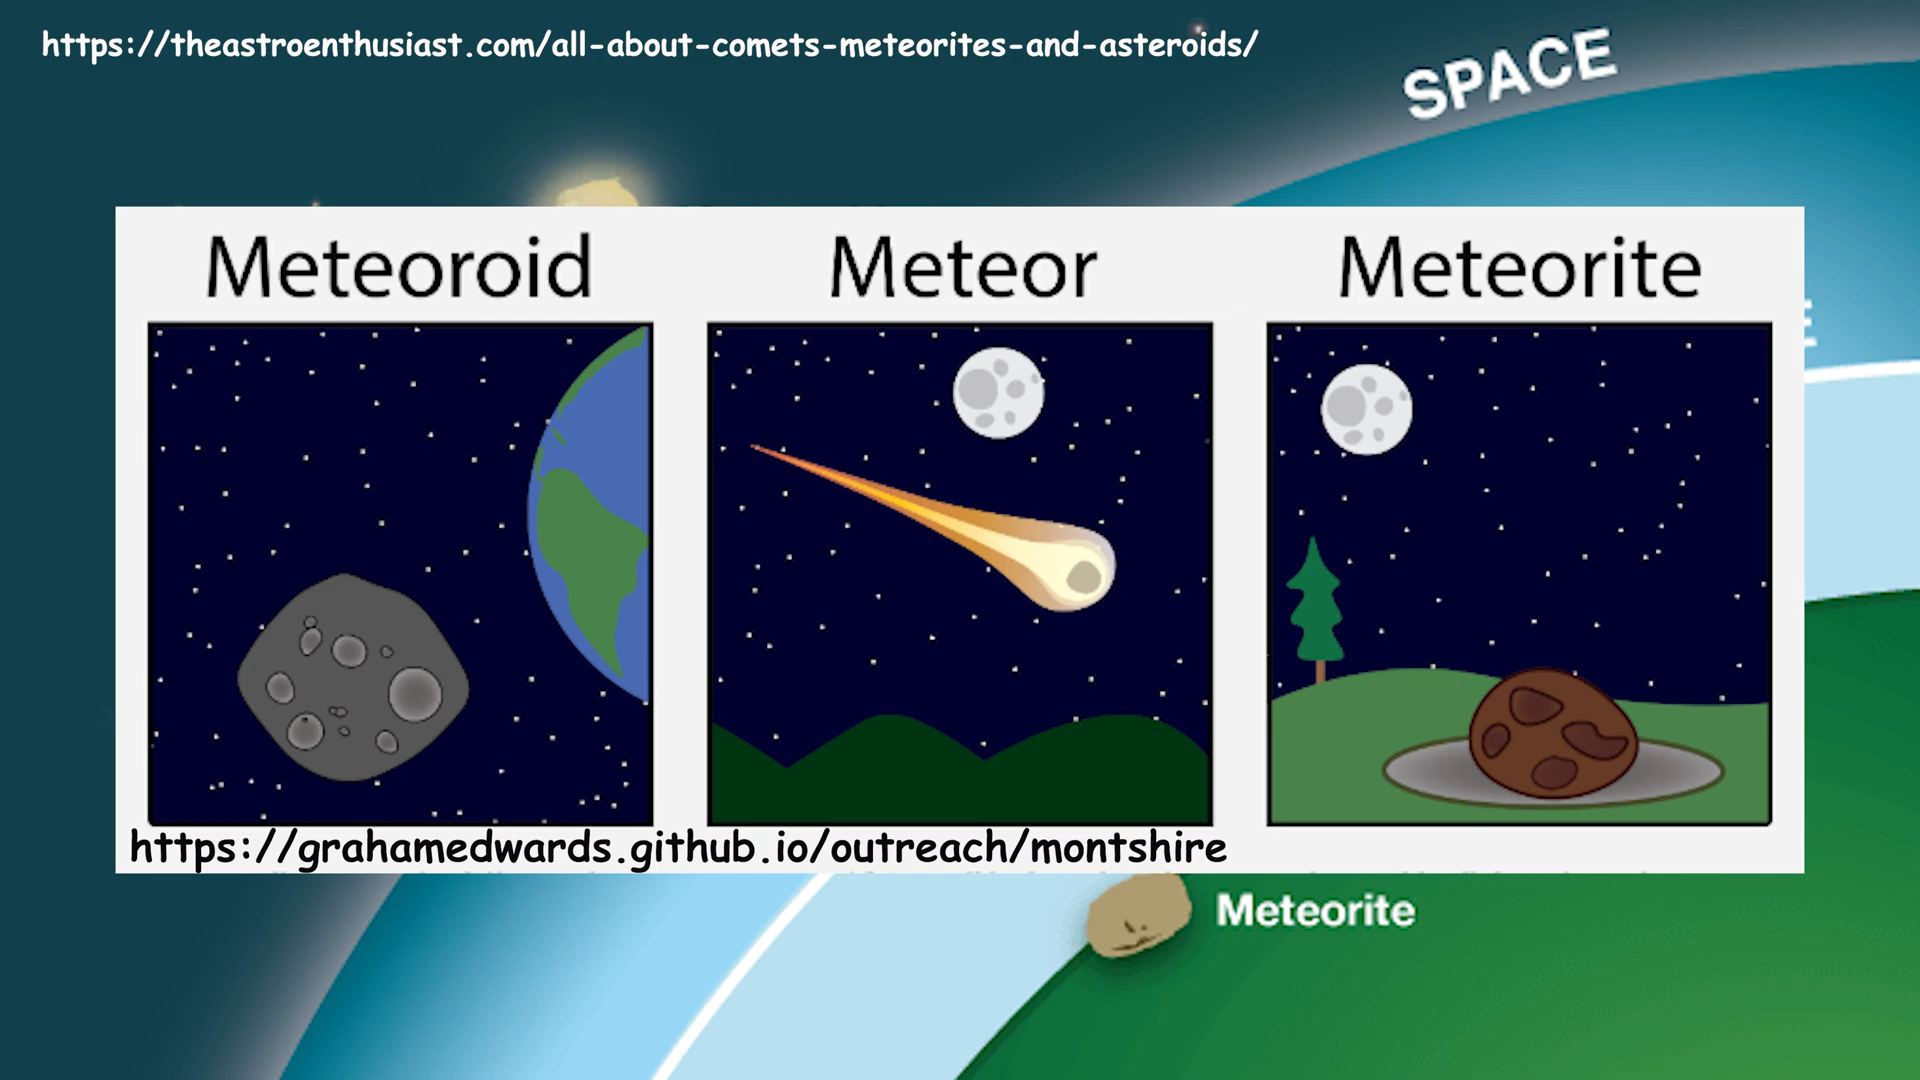 https://theastroenthusiast.com/all-about-comets-meteorites-and-asteroids/
SPACE
Meteoroid
Meteor
Meteorite
https://grahamedwards.github.io/outreach/montshire
Meteorite